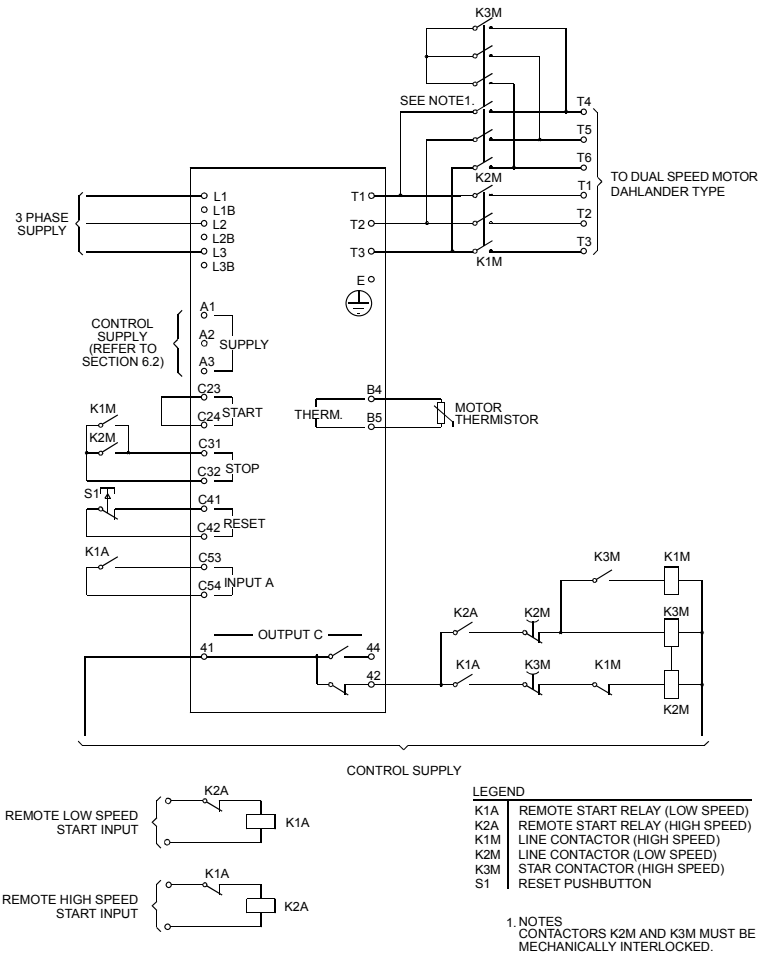 K3M
SEE NOTE1.
T4
T5
T6
K2M
T1
T2
T3
K1M
TO DUAL SPEED MOTOR
DAHLANDER TYPE
3 PHASE
SUPPLY
L1
L1B
L2
L2B
L3
L3B
T1
T2
T3
E
CONTROL
SUPPLY
(REFER TO
SECTION 6.2)
A1
A2
A3
SUPPLY
C23
C24
START
K1M
K2M
C31
C32
STOP
S1
C41
C42
RESET
K1A
C53
C54
INPUT A
THERM.
B4
B5
MOTOR
THERMISTOR
OUTPUT C
41
44
42
K2A
K2M
K3M
K1M
K3M
K1A
K3M
K1M
K2M
CONTROL SUPPLY
REMOTE LOW SPEED
START INPUT
K2A
K1A
REMOTE HIGH SPEED
START INPUT
K1A
K2A
LEGEND
K1A REMOTE START RELAY (LOW SPEED)
K2A REMOTE START RELAY (HIGH SPEED)
K1M LINE CONTACTOR (HIGH SPEED)
K2M LINE CONTACTOR (LOW SPEED)
K3M STAR CONTACTOR (HIGH SPEED)
S1 RESET PUSHBUTTON
1. NOTES
CONTACTORS K2M AND K3M MUST BE
MECHANICALLY INTERLOCKED.